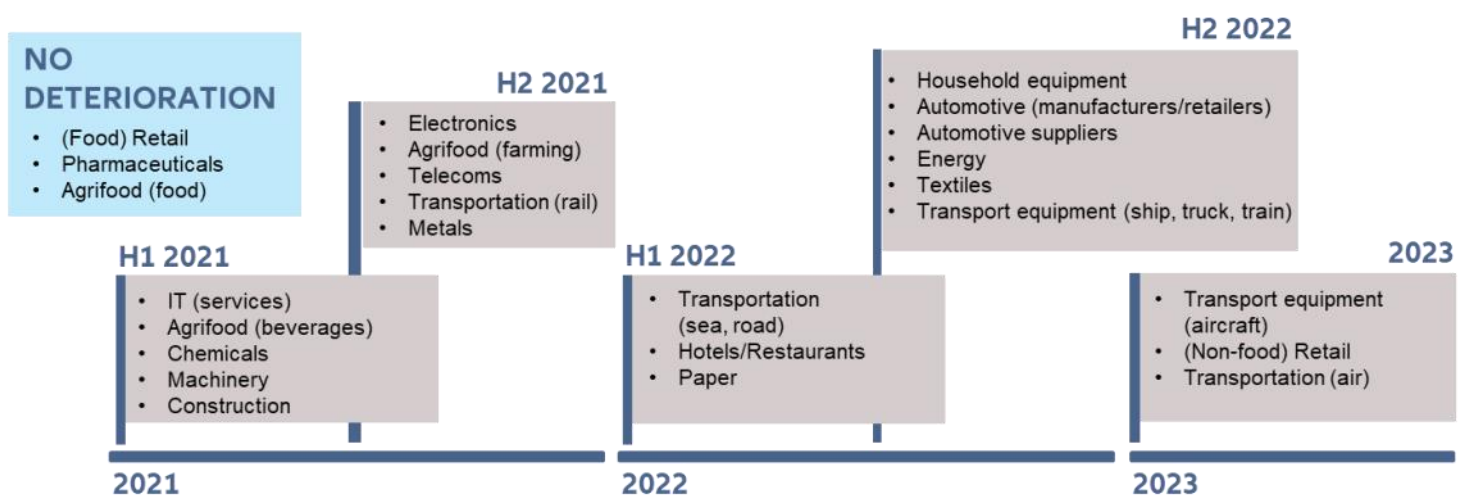 NO
DETERIORATION
• (Food) Retail
• Pharmaceuticals
• Agrifood (food)
H1 2021
• IT (services)
• Agrifood (beverages)
• Chemicals
• Machinery
• Construction
H2 2021
• Electronics
• Agrifood (farming)
• Telecoms
• Transportation (rail)
• Metals
H1 2022
• Transportation
(sea, road)
• Hotels/Restaurants
• Paper
H2 2022
• Household equipment
• Automotive (manufacturers/retailers)
• Automotive suppliers
• Energy
• Textiles
• Transport equipment (ship, truck, train)
2023
• Transport equipment
(aircraft)
• (Non-food) Retail
• Transportation (air)
2021
2022
2023